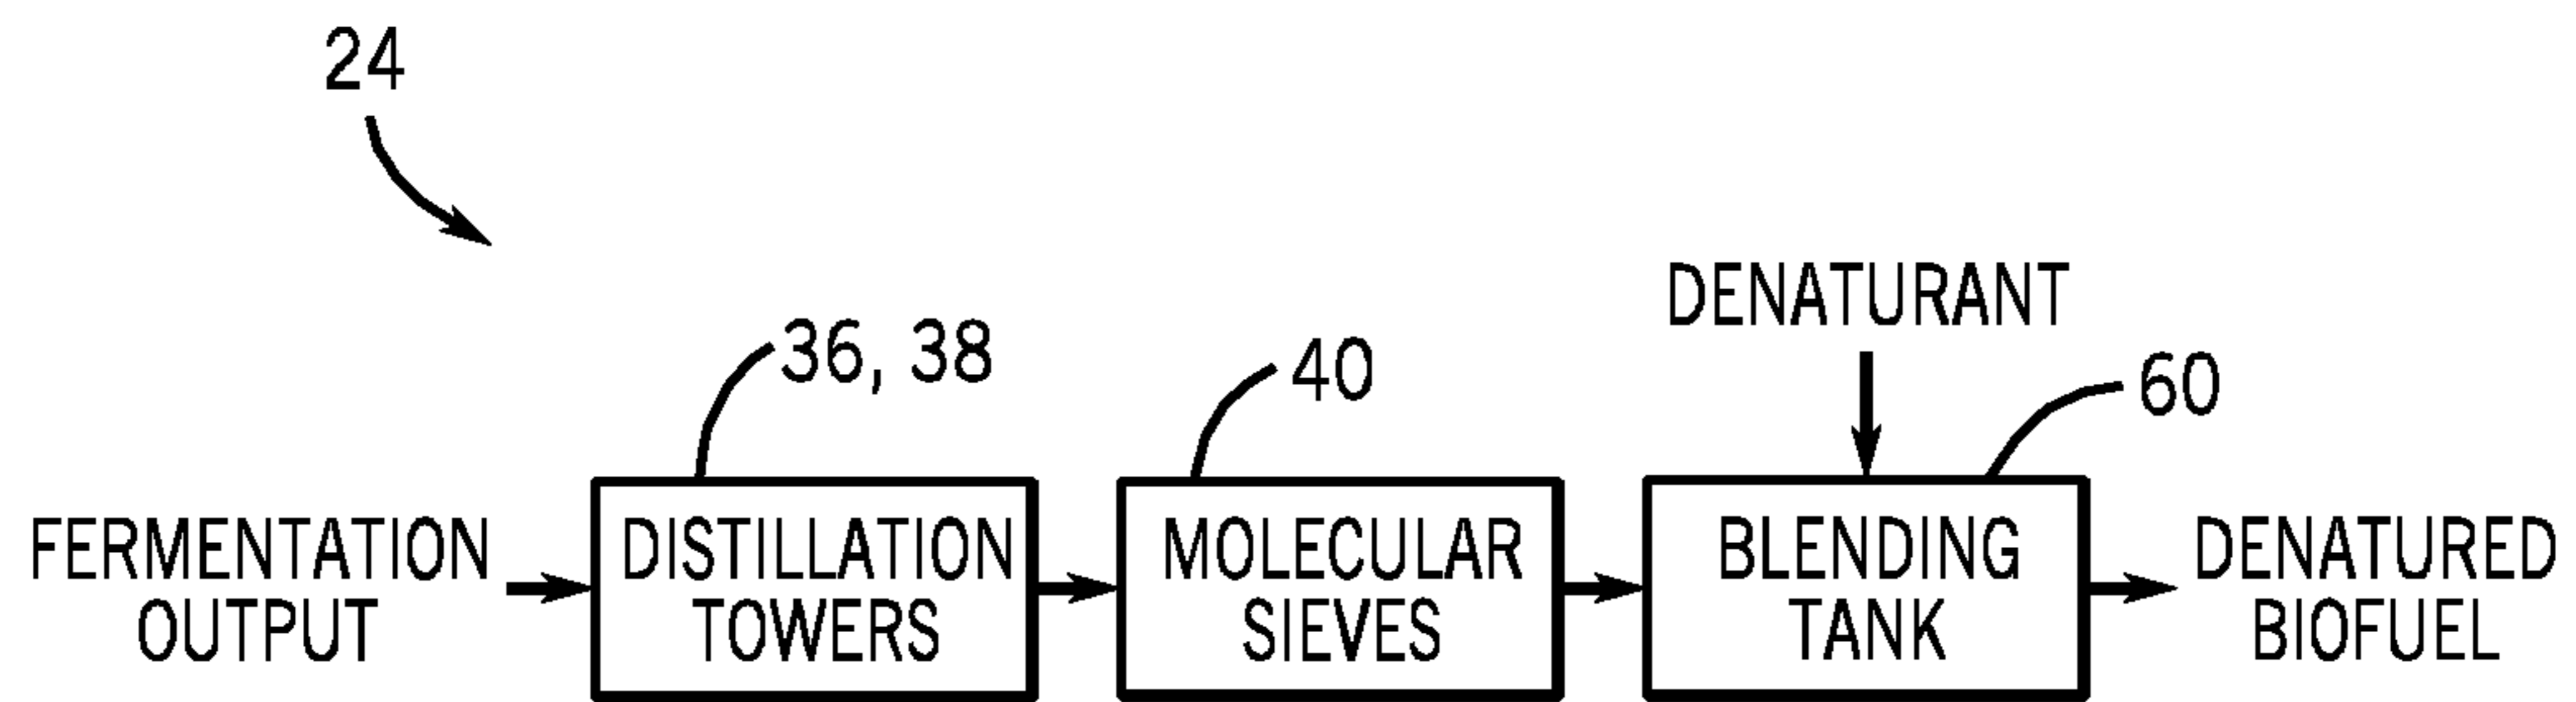 24
DENATURANT
36, 38
40
60
FERMENTATION
OUTPUT
DISTILLATION
TOWERS
MOLECULAR
SIEVES
BLENDING
TANK
DENATURED
BIOFUEL